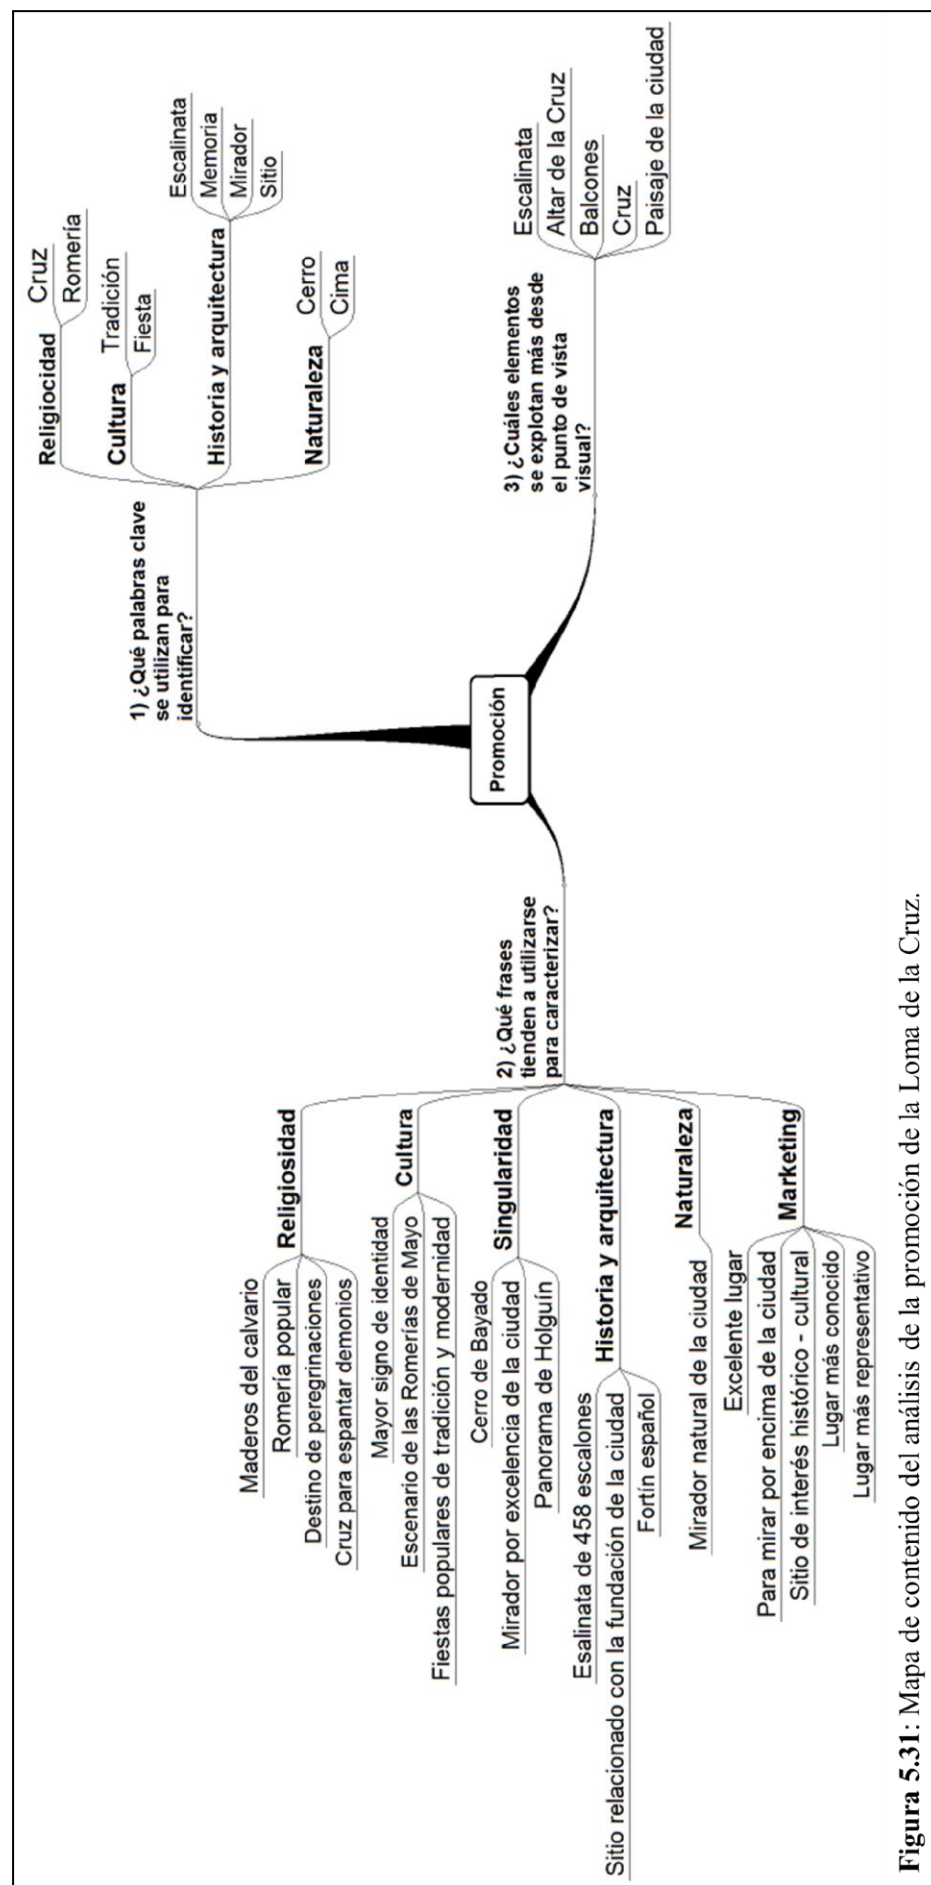 Promoción
1) ¿Qué palabras clave
se utilizan para
identificar?
Religiocidad
Cruz
Romería
Cultura
Tradición
Fiesta
Historia y arquitectura
Escalinata
Memoria
Mirador
Sitio
Naturaleza
Cerro
Cima
2) ¿Qué frases
tienden a utilizarse
para caracterizar?
Religiosidad
Maderos del calvario
Romería popular
Destino de peregrinaciones
Cruz para espantar demonios
Cultura
Mayor signo de identidad
Escenario de las Romerías de Mayo
Fiestas populares de tradición y modernidad
Singularidad
Cerro de Bayado
Mirador por excelencia de la ciudad
Panorama de Holguín
Historia y arquitectura
Esalinata de 458 escalones
Sitio relacionado con la fundación de la ciudad
Fortín español
Naturaleza
Mirador natural de la ciudad
Marketing
Excelente lugar
Para mirar por encima de la ciudad
Sitio de interés histórico - cultural
Lugar más conocido
Lugar más representativo
3) ¿Cuáles elementos
se explotan más desde
el punto de vista
visual?
Escalinata
Altar de la Cruz
Balcones
Cruz
Paisaje de la ciudad
Figura 5.31: Mapa de contenido del análisis de la promoción de la Loma de la Cruz.